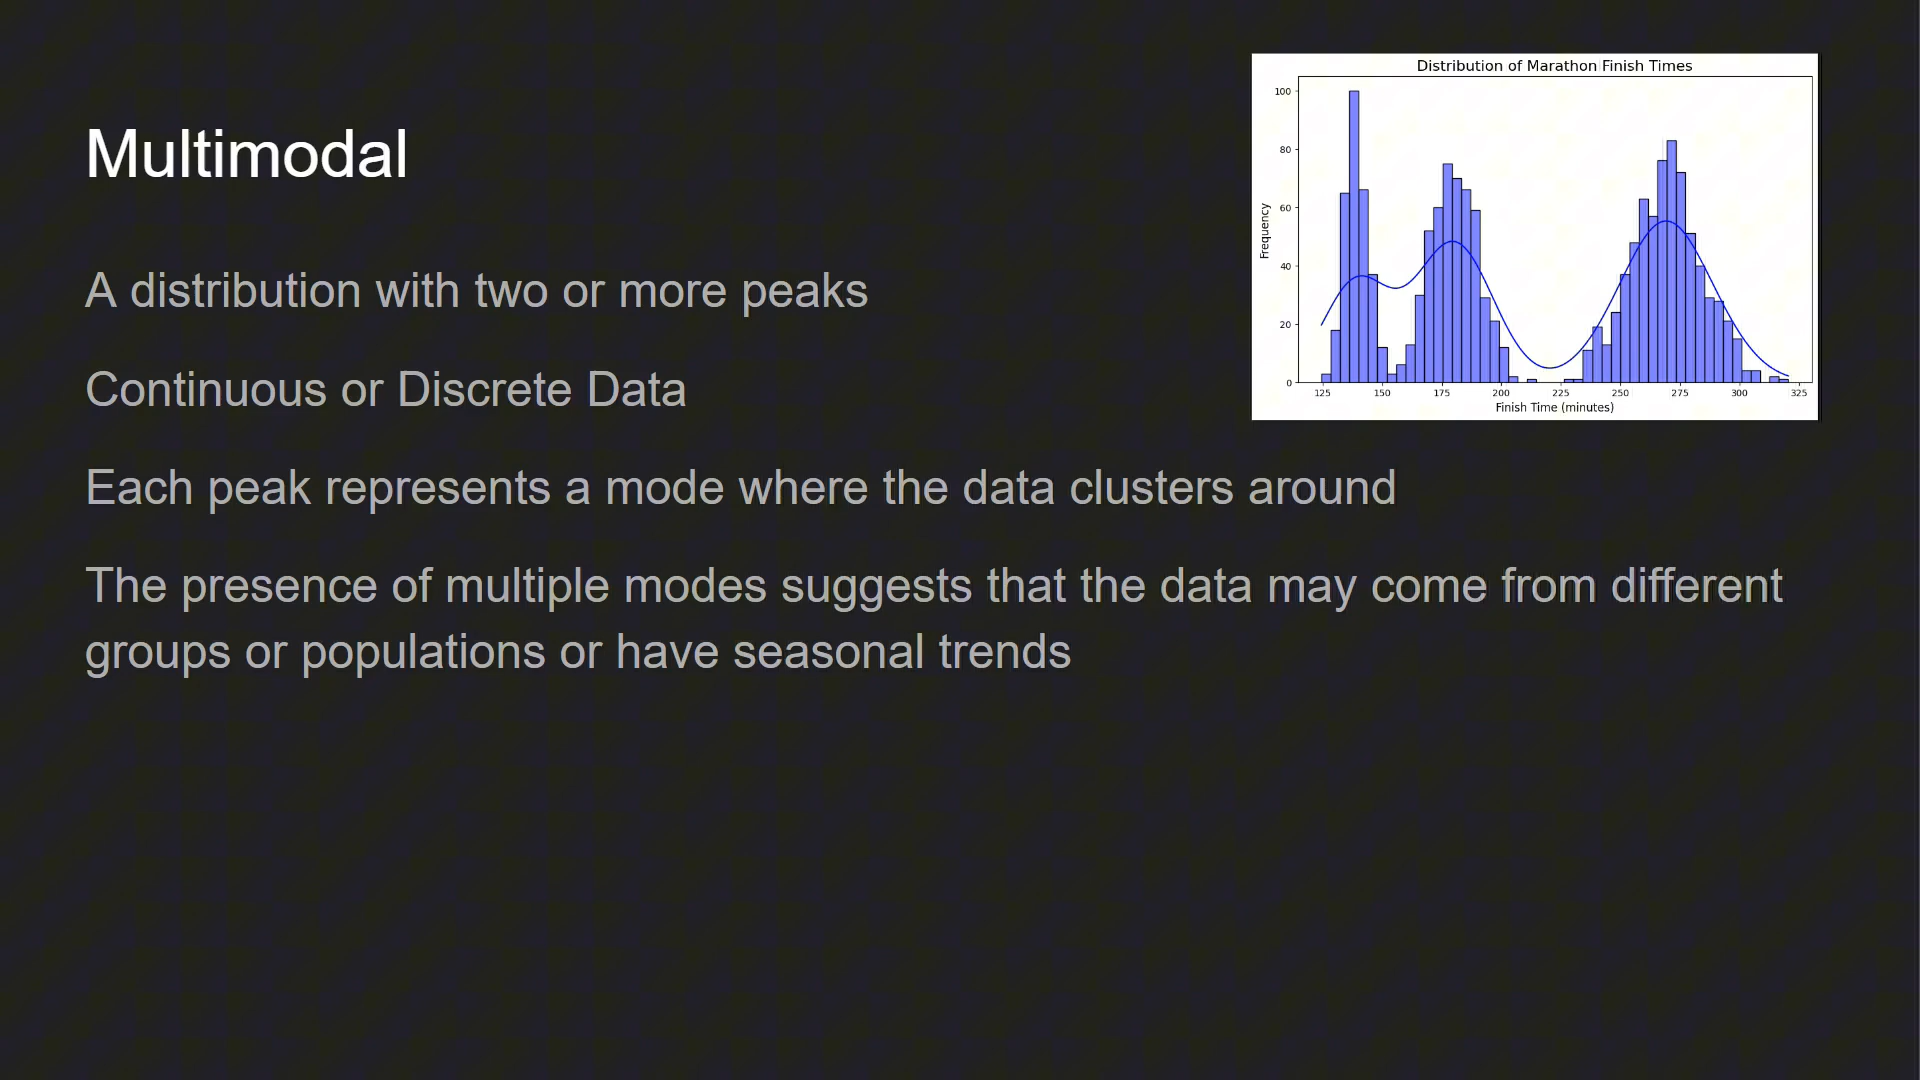 Multimodal
A distribution with two or more peaks
Continuous or Discrete Data
Each peak represents a mode where the data clusters around
The presence of multiple modes suggests that the data may come from different
groups or populations or have seasonal trends
Distribution of Marathon Finish Times
Frequency
100
80
60
40
20
0
125 150 175 200 225 250 275 300 325
Finish Time (minutes)